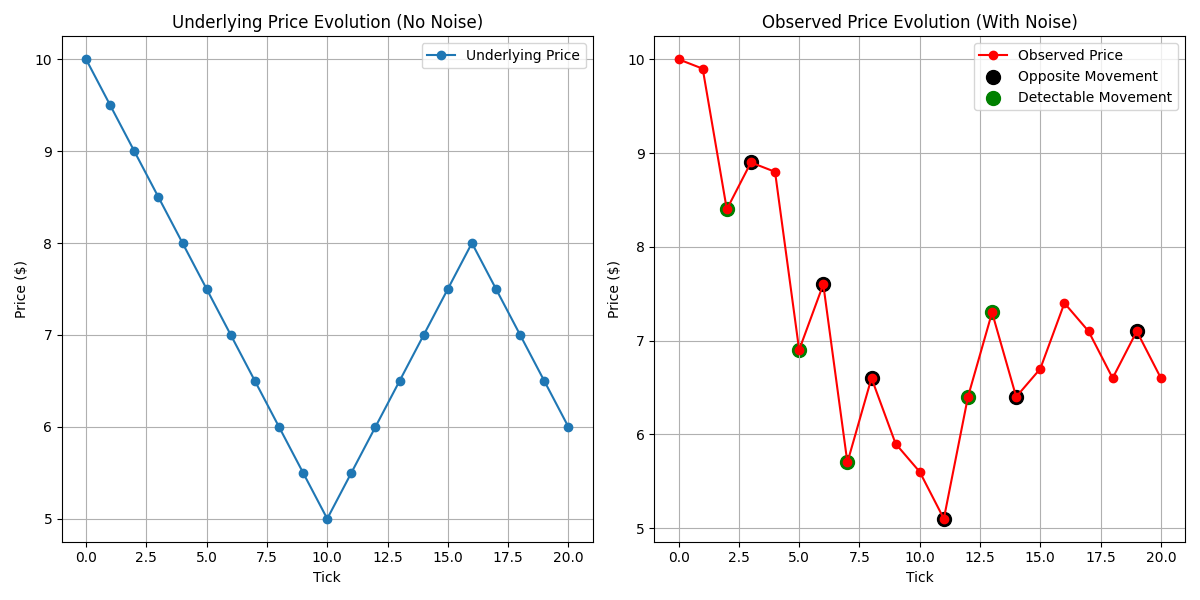 Underlying Price Evolution (No Noise)
Underlying Price
10
9
8
7
6
5
Price ($)
0.0 2.5 5.0 7.5 10.0 12.5 15.0 17.5 20.0
Tick
Observed Price Evolution (With Noise)
Observed Price
Opposite Movement
Detectable Movement
10
9
8
7
6
5
Price ($)
0.0 2.5 5.0 7.5 10.0 12.5 15.0 17.5 20.0
Tick